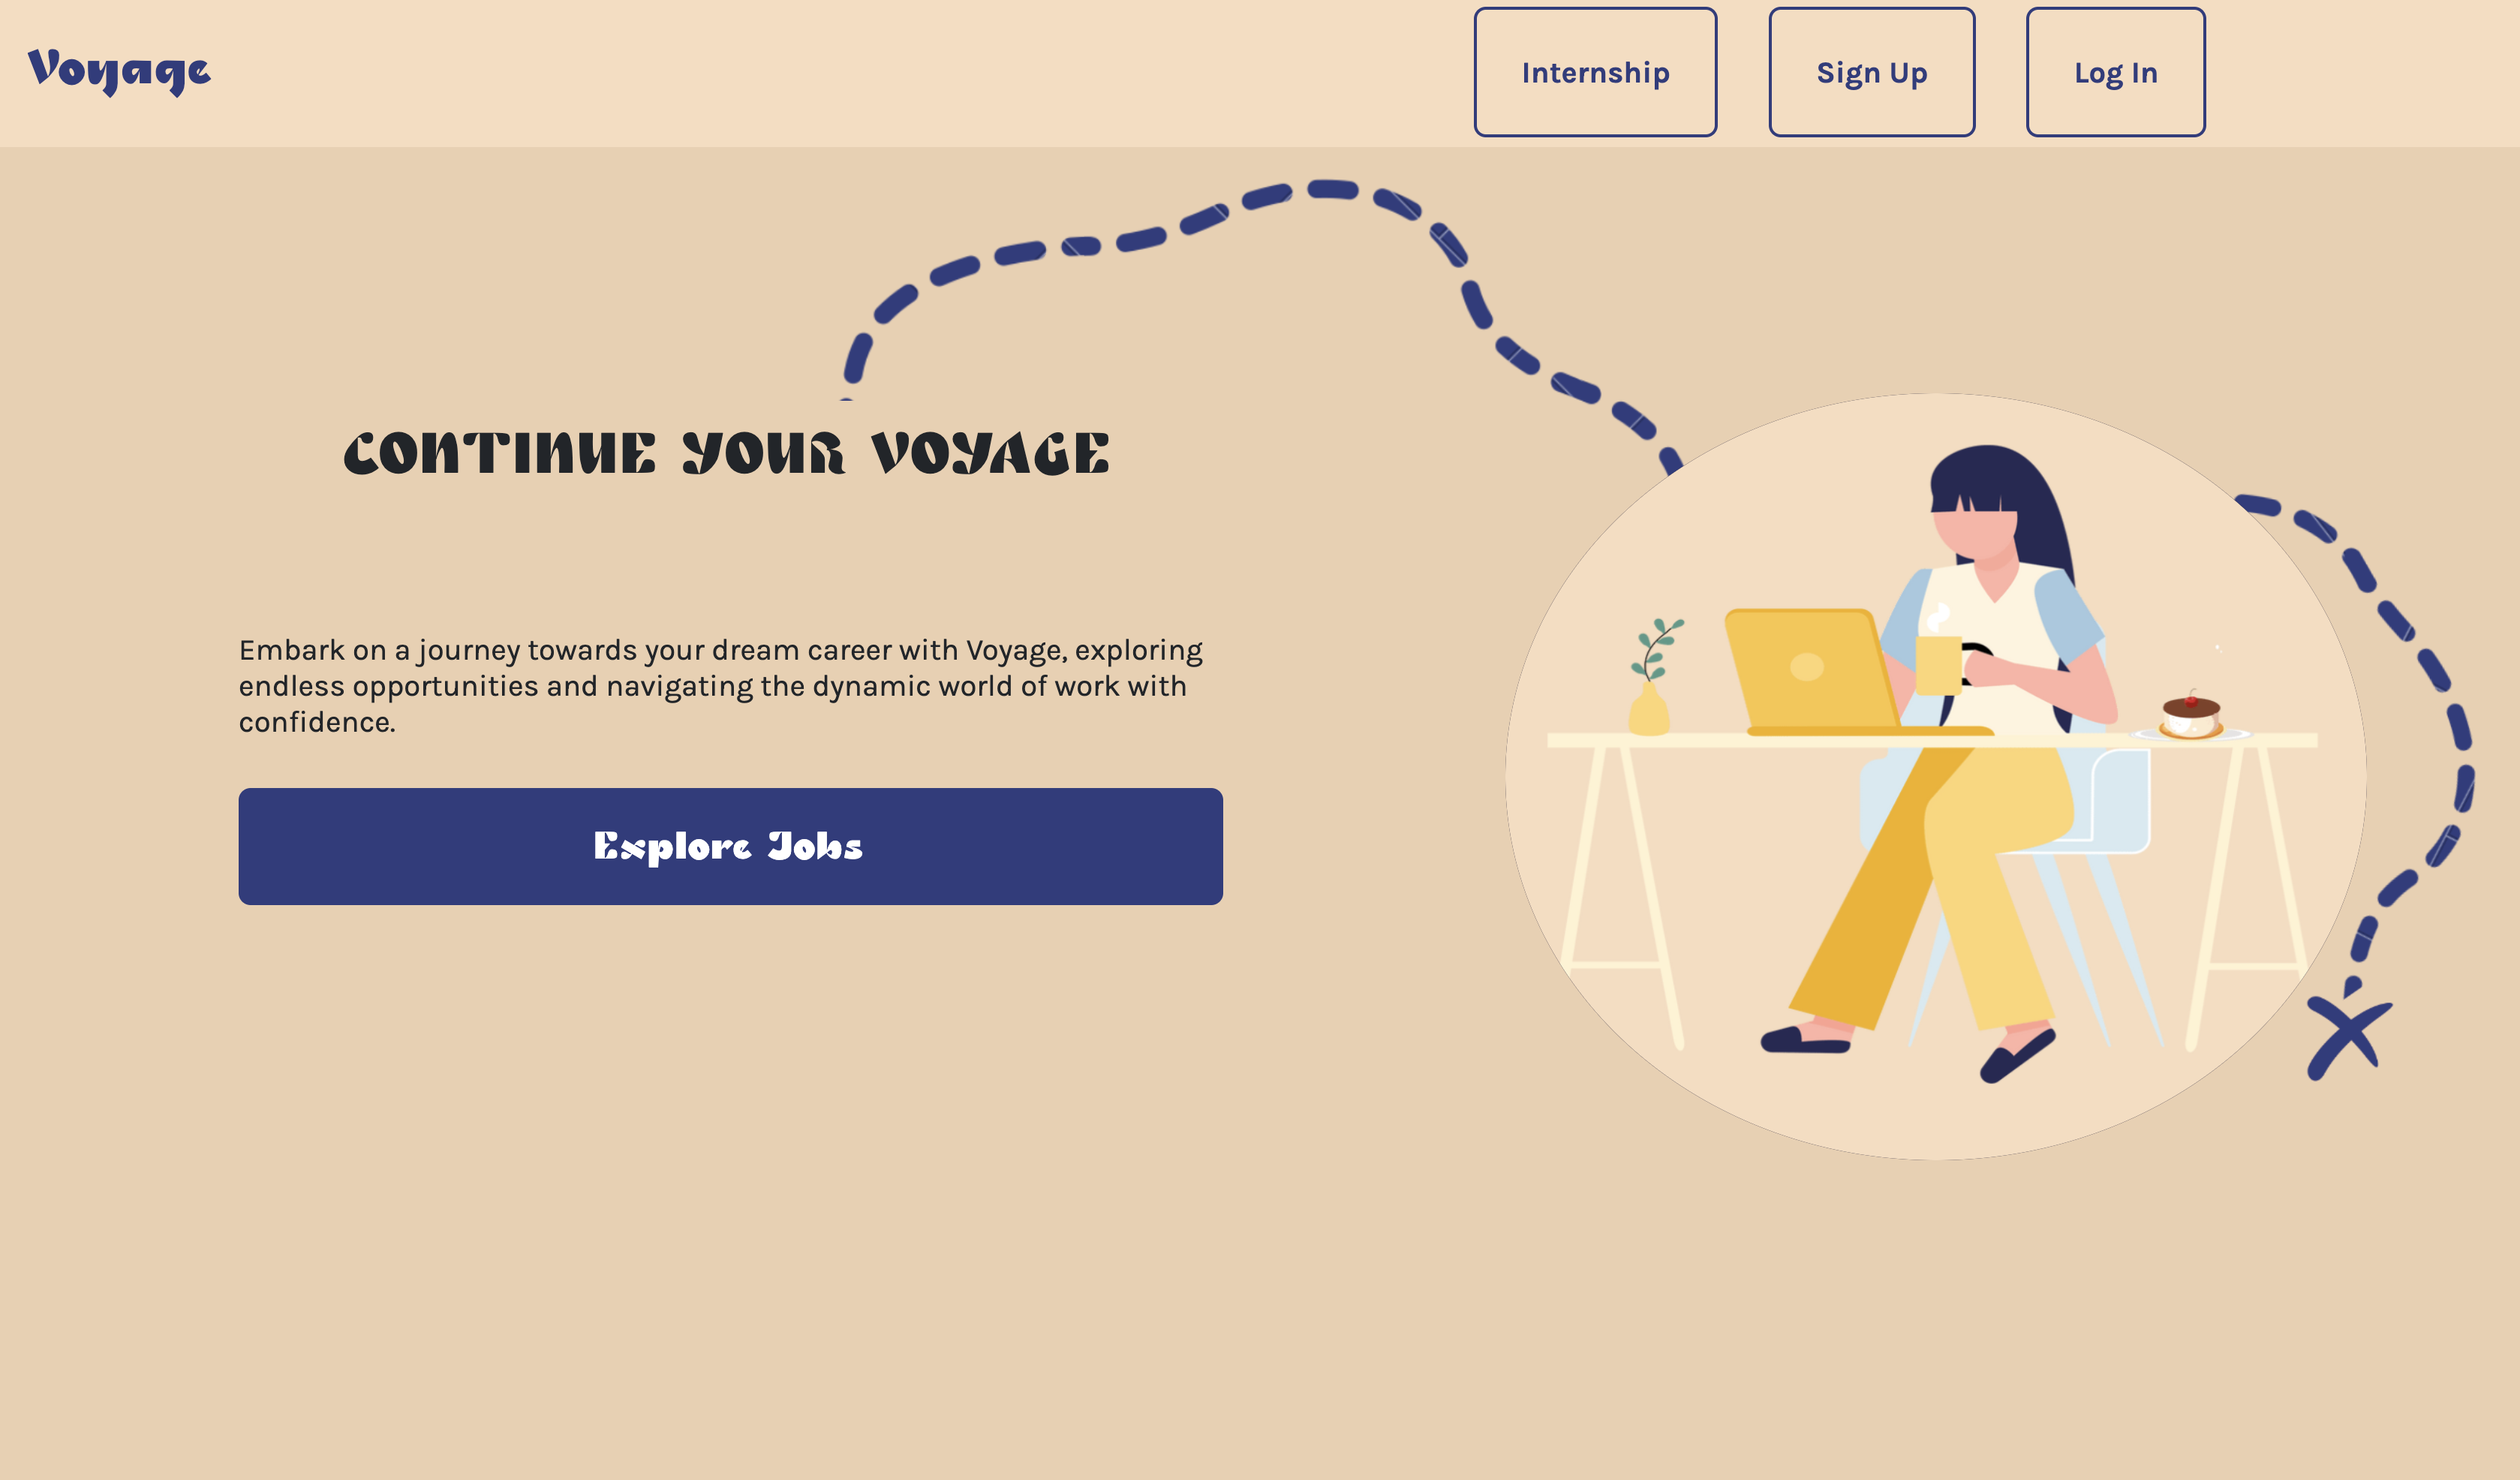 Voyage
Internship
Sign Up
Log In
CONTINUE YOUR VOYAGE
Embark on a journey towards your dream career with Voyage, exploring
endless opportunities and navigating the dynamic world of work with
confidence.
Explore Jobs